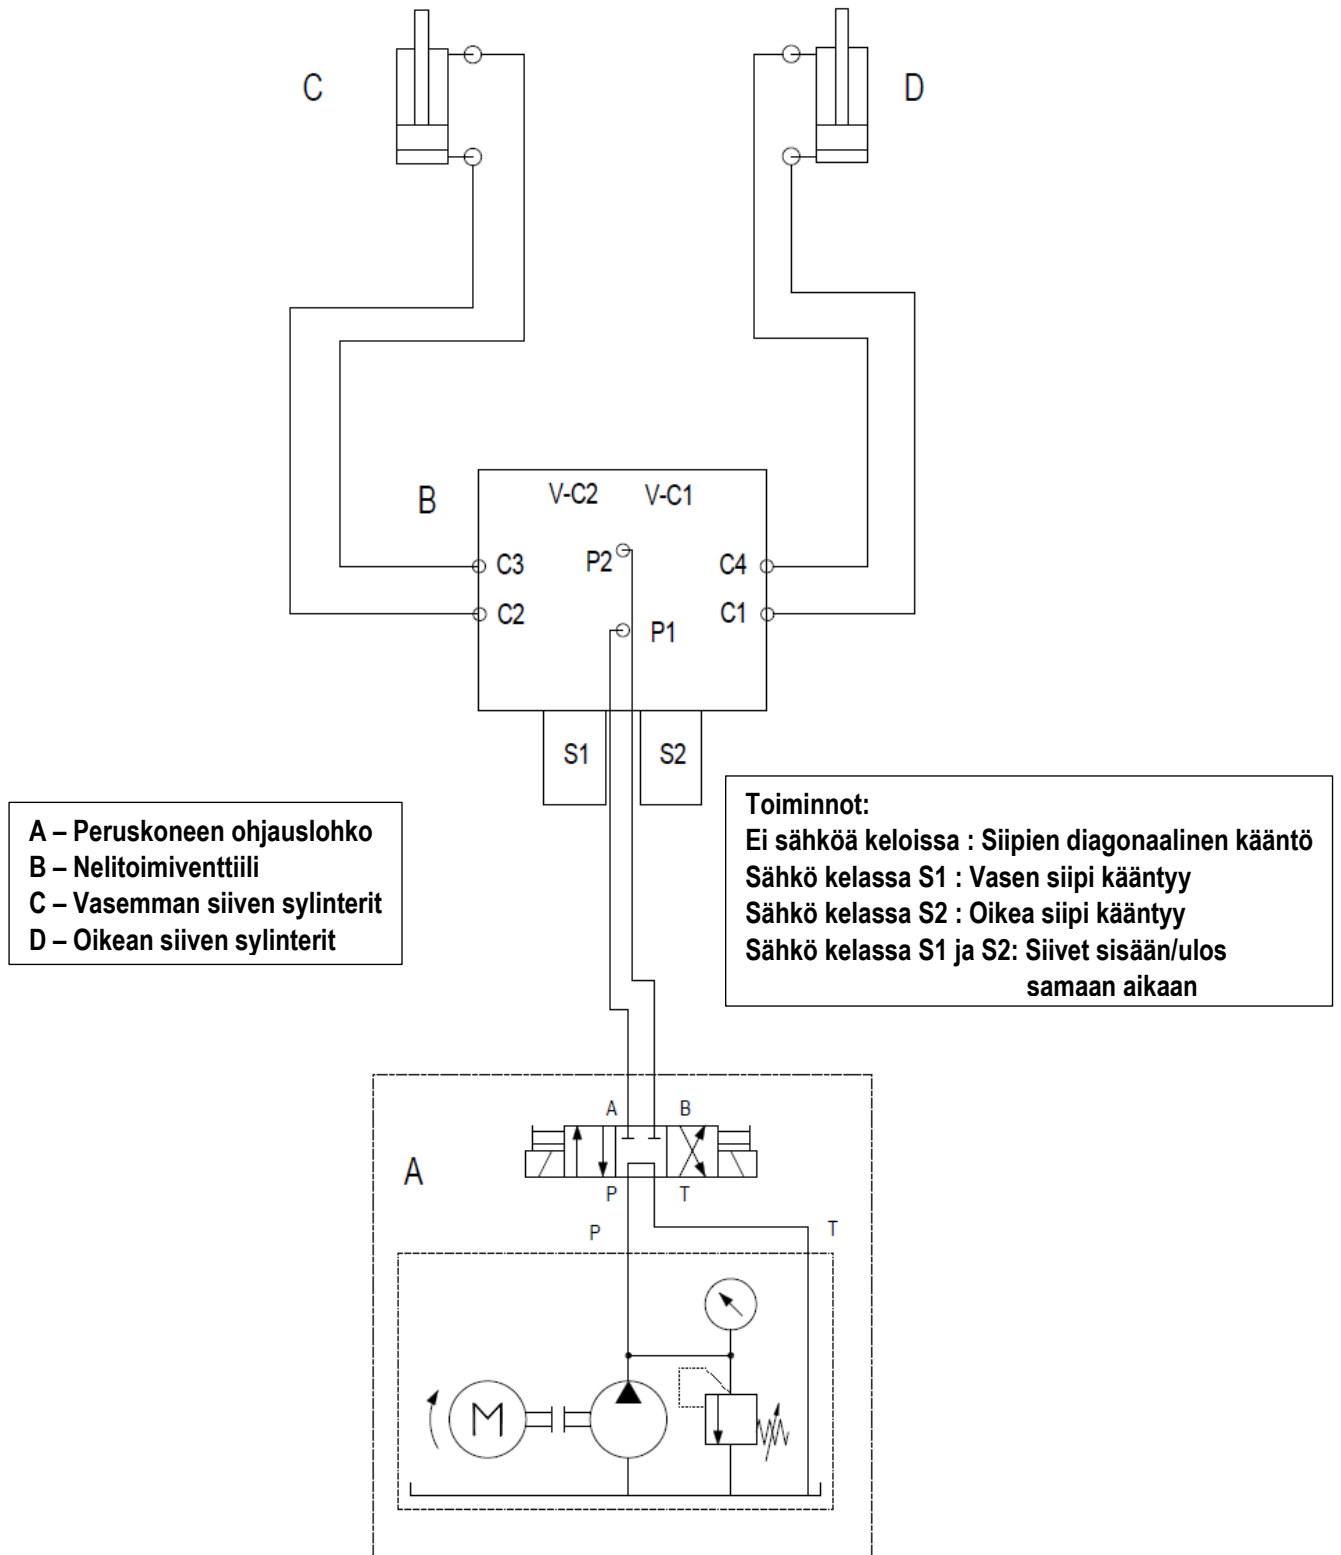 C
D
B
V-C2 V-C1
P2
C3
C4
C2
C1
P1
S1
S2
A – Peruskoneen ohjauslohko
B – Nelitoimiventtiili
C – Vasemman siiven sylinterit
D – Oikean siiven sylinterit
Toiminnot:
Ei sähköä keloissa : Siipien diagonaalinen kääntö
Sähkö kelassa S1 : Vasen siipi kääntyy
Sähkö kelassa S2 : Oikea siipi kääntyy
Sähkö kelassa S1 ja S2: Siivet sisään/ulos
samaan aikaan
A B
A
P T
P T
M